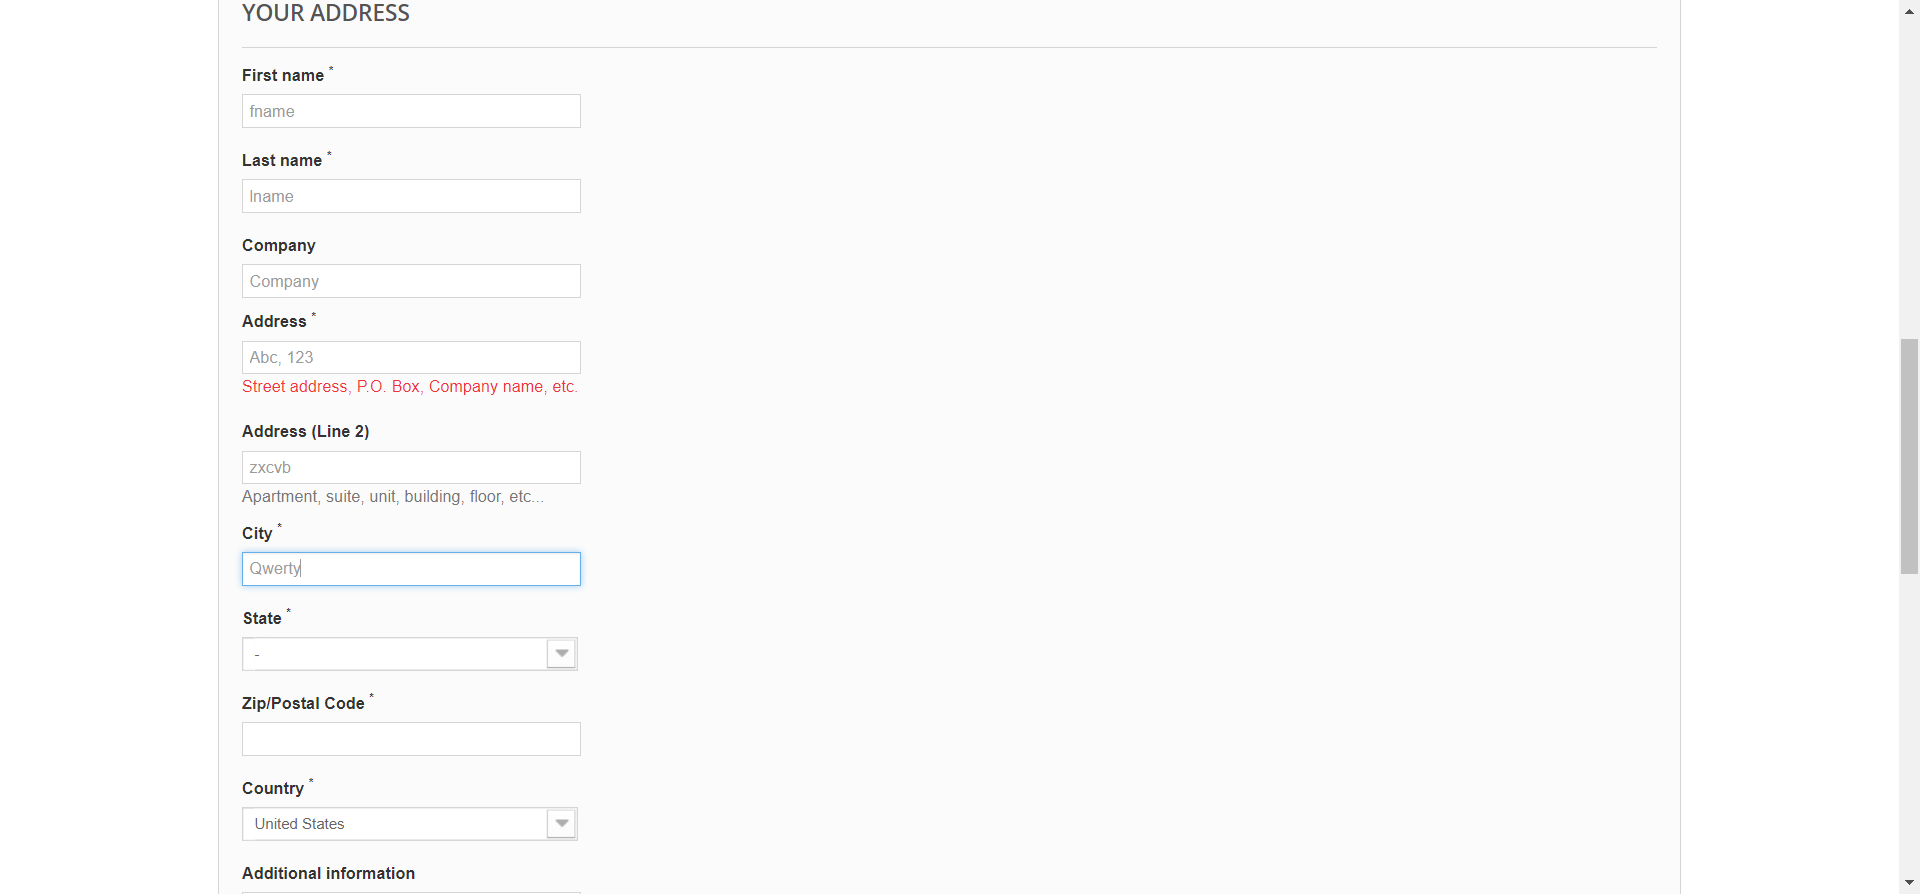 YOUR ADDRESS
First name *
fname
Last name *
lname
Company
Company
Address *
Abc, 123
Street address, P.O. Box, Company name, etc.
Address (Line 2)
zxcvb
Apartment, suite, unit, building, floor, etc...
City *
Qwerty
State *
-
Zip/Postal Code *
Country *
United States
Additional information